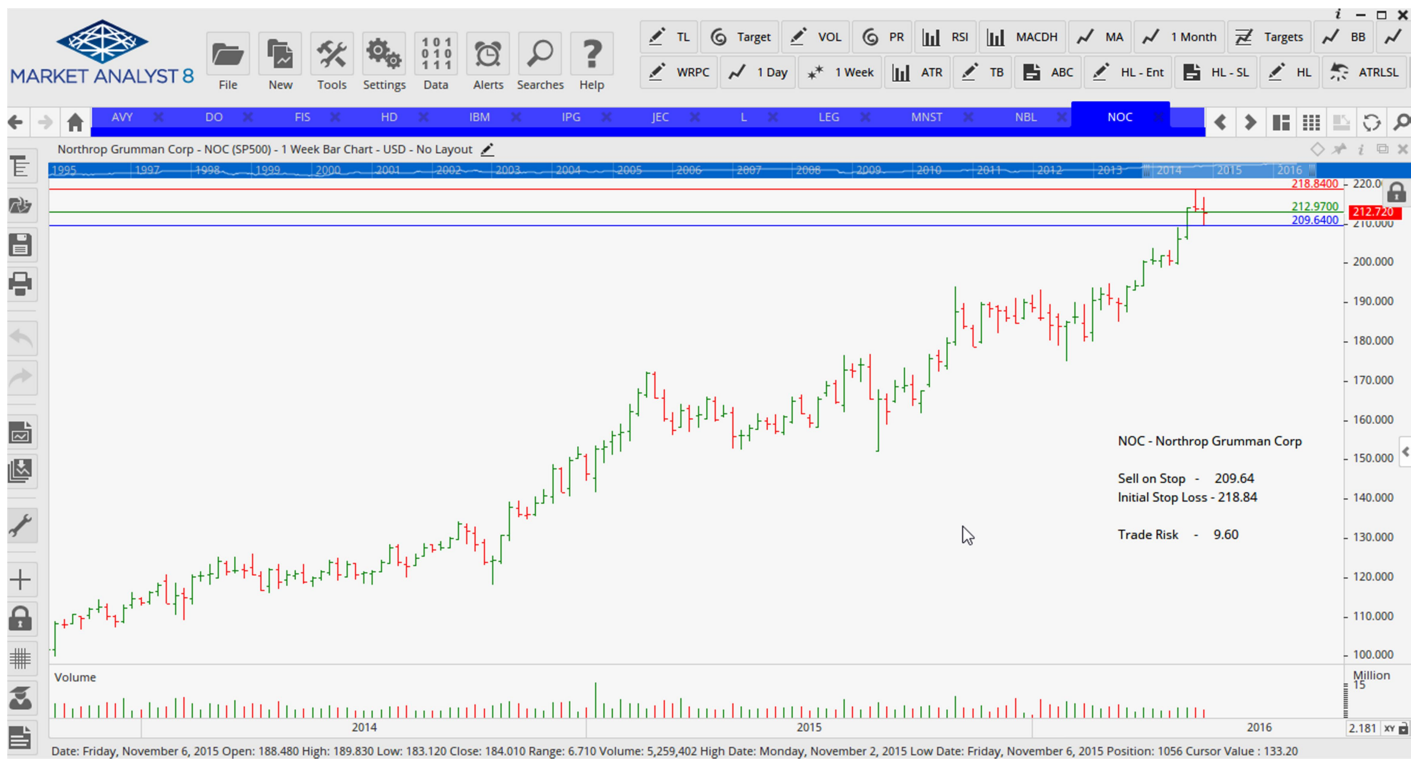 MARKET ANALYST 8
File New Tools Settings Data Alerts Searches Help
101
010
111
TL Target VOL PR RSI MACDH MA 1 Month Targets BB
WRPC 1 Day 1 Week ATR TB ABC HL - Ent HL - SL HL ATRLSL
AVY DO FIS HD IBM IPG JEC L LEG MNST NBL NOC
Northrop Grumman Corp - NOC (SP500) - 1 Week Bar Chart - USD - No Layout
1995 1997 1998 1999 2000 2001 2002 2003 2004 2005 2006 2007 2008 2009 2010 2011 2012 2013 2014 2015 2016
218.8400
220.0
212.9700
212.720
209.6400
210.000
200.000
190.000
180.000
170.000
160.000
150.000
140.000
130.000
120.000
110.000
100.000
NOC - Northrop Grumman Corp
Sell on Stop - 209.64
Initial Stop Loss - 218.84
Trade Risk - 9.60
Volume
Million
15
2014 2015 2016
2.181 XY
Date: Friday, November 6, 2015 Open: 188.480 High: 189.830 Low: 183.120 Close: 184.010 Range: 6.710 Volume: 5,259,402 High Date: Monday, November 2, 2015 Low Date: Friday, November 6, 2015 Position: 1056 Cursor Value : 133.20